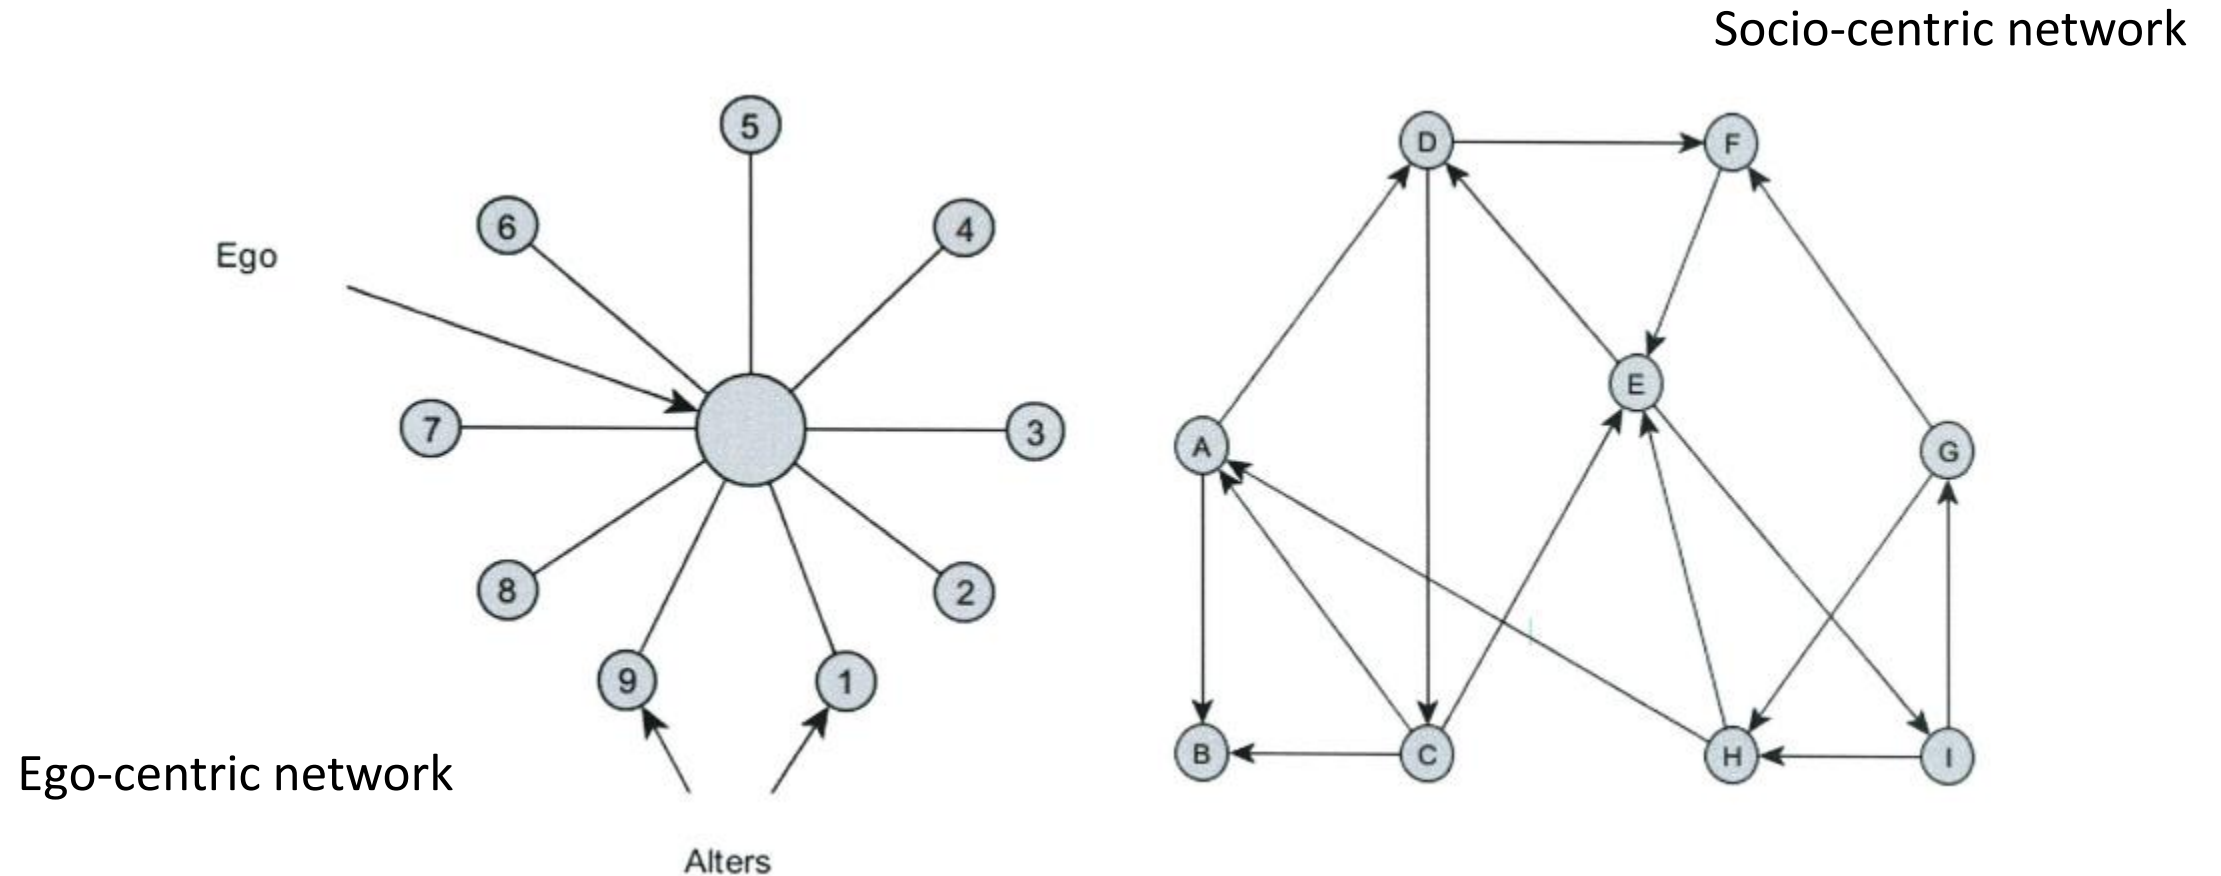 Socio-centric network
5
6
4
Ego
7
3
8
2
9
1
Ego-centric network
Alters
D
F
E
A
G
B
C
H
I